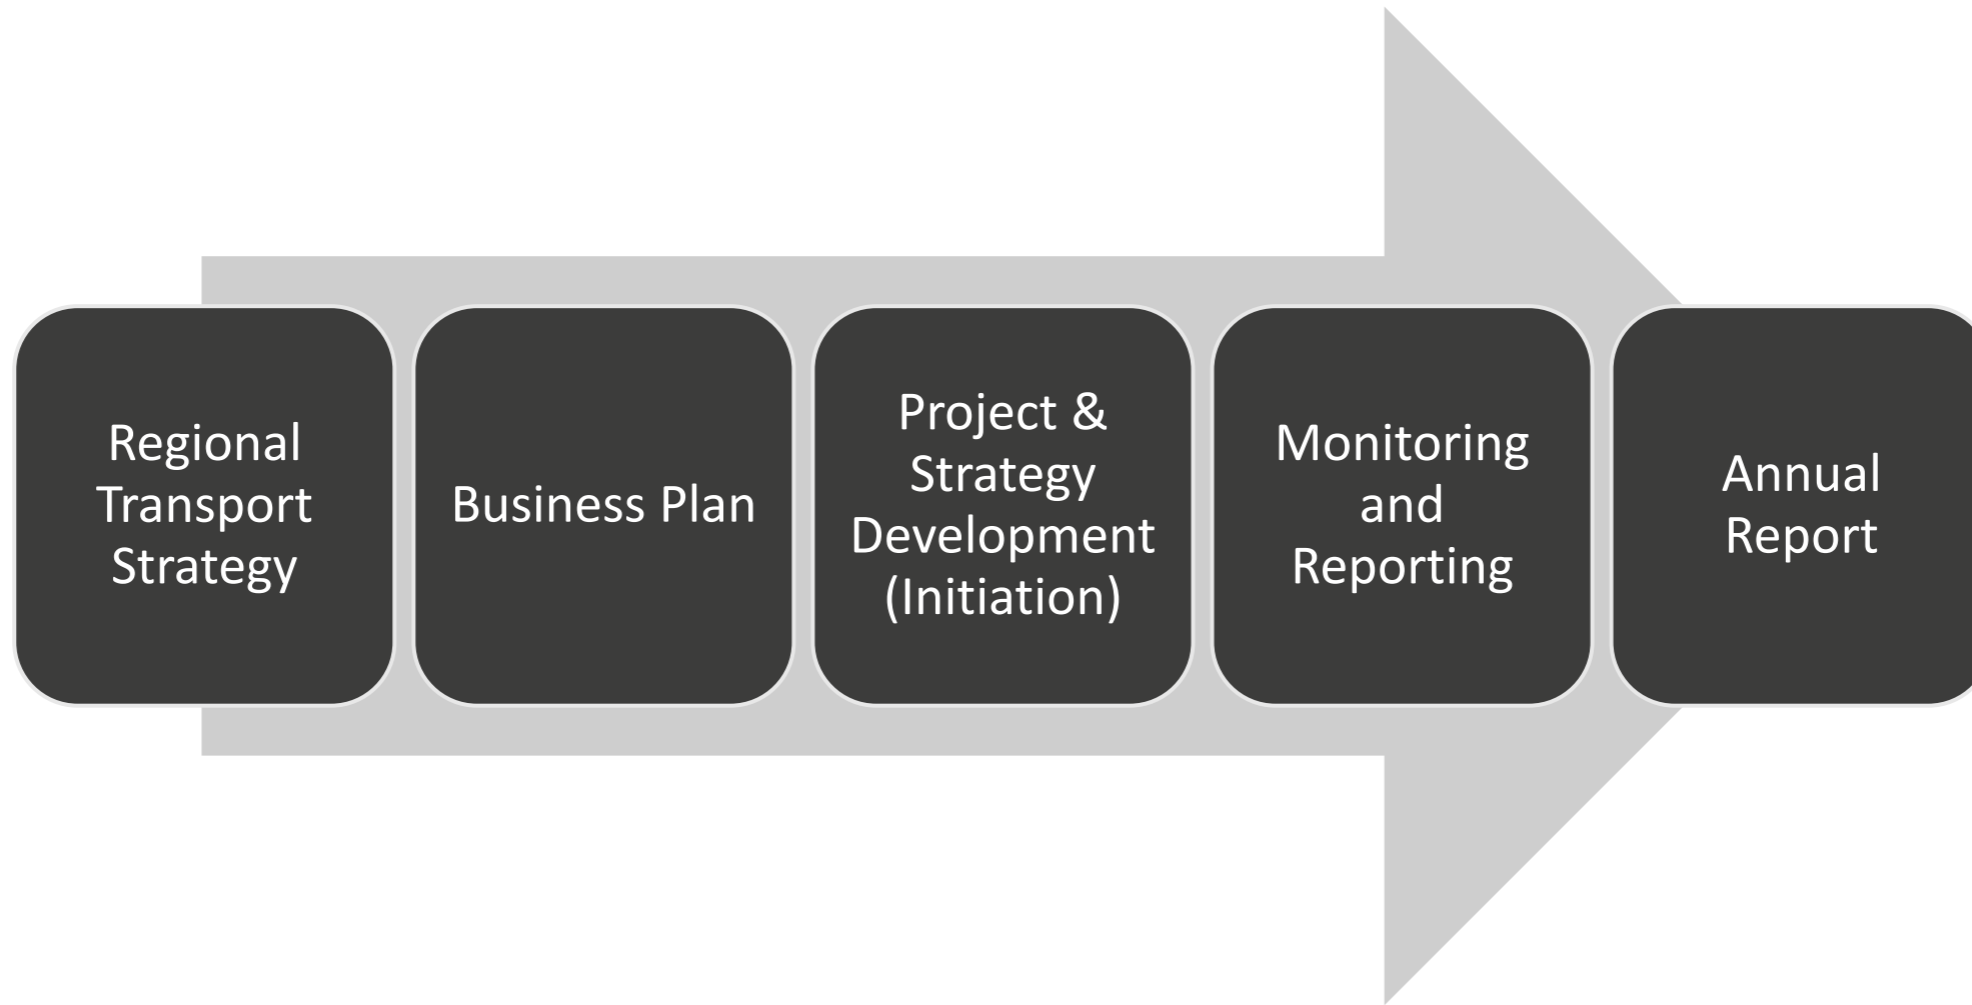 Regional
Transport
Strategy
Business Plan
Project &
Strategy
Development
(Initiation)
Monitoring
and
Reporting
Annual
Report